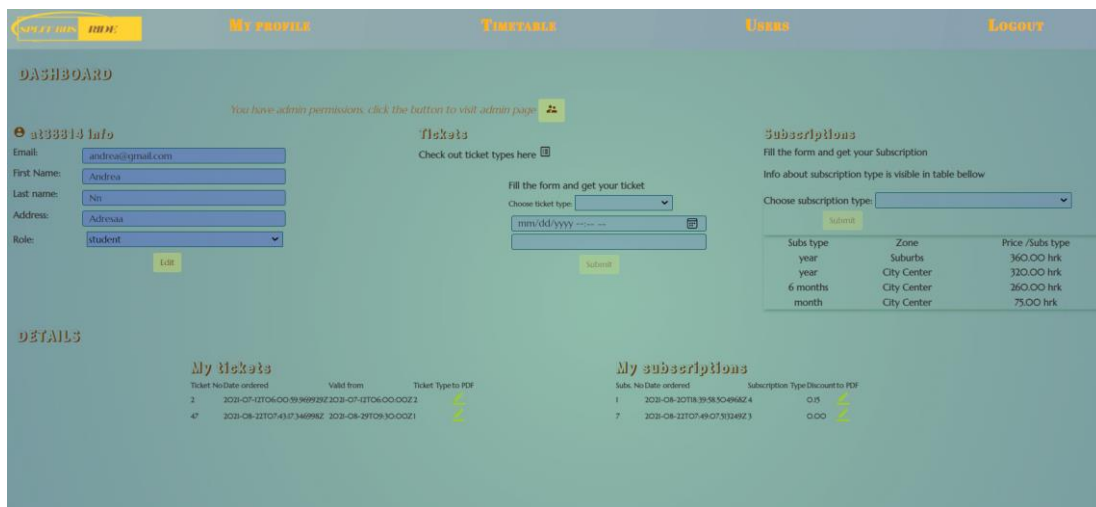 SPLIT BUS RIDE MY PROFILE TIMETABLE USERS LOGOUT
DASHBOARD
You have admin permissions, click the button to visit admin page
at38814 Info
Email: andrea@gmail.com
First Name: Andrea
Last name: Nn
Address: Adresaa
Role: student
Edit
Tickets
Check out ticket types here
Fill the form and get your ticket
Choose ticket type:
mm/dd/yyyy --:-- --
Submit
Subscriptions
Fill the form and get your Subscription
Info about subscription type is visible in table bellow
Choose subscription type:
Submit
Subs type Zone Price /Subs type
year Suburbs 360.00 hrk
year City Center 320.00 hrk
6 months City Center 260.00 hrk
month City Center 75.00 hrk
DETAILS
My tickets
Ticket No Date ordered Valid from Ticket Type to PDF
2 2021-07-12T06:00:59.969929Z 2021-07-12T06:00:00Z 2
47 2021-08-22T07:43:17.346998Z 2021-08-29T09:30:00Z 1
My subscriptions
Subs. No Date ordered Subscription Type Discount to PDF
1 2021-08-20T18:39:58.504968Z 4 0.15
7 2021-08-22T07:49:07.513249Z 3 0.00